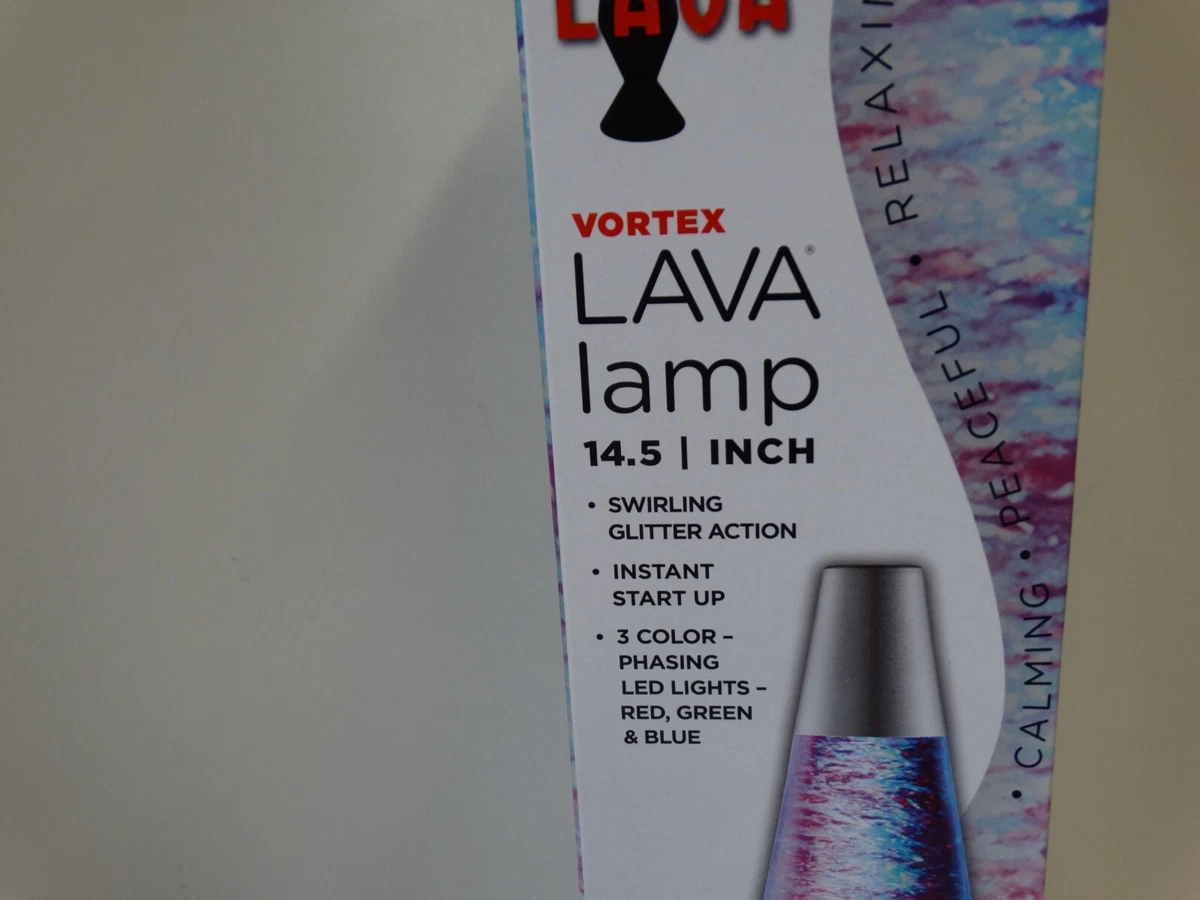 LAVA
VORTEX
LAVA®
lamp
14.5 | INCH
• SWIRLING
GLITTER ACTION
• INSTANT
START UP
• 3 COLOR –
PHASING
LED LIGHTS –
RED, GREEN
& BLUE
• CALMING • PEACEFUL •